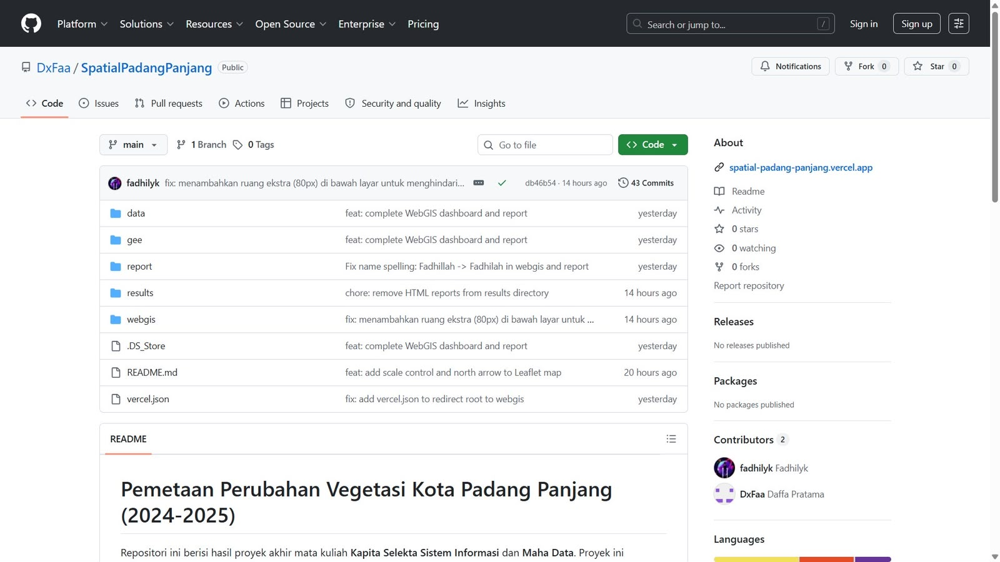 Platform
Solutions
Resources
Open Source
Enterprise
Pricing
Search or jump to...
/
Sign in
Sign up
DxFaa / SpatialPadangPanjang
Public
Notifications
Fork 0
Star 0
Code
Issues
Pull requests
Actions
Projects
Security and quality
Insights
main
1 Branch
0 Tags
Go to file
Code
fadhilyk fix: menambahkan ruang ekstra (80px) di bawah layar untuk menghindari... db46b54 · 14 hours ago 43 Commits
data feat: complete WebGIS dashboard and report yesterday
gee feat: complete WebGIS dashboard and report yesterday
report Fix name spelling: Fadhillah -> Fadhilah in webgis and report yesterday
results chore: remove HTML reports from results directory 14 hours ago
webgis fix: menambahkan ruang ekstra (80px) di bawah layar untuk ... 14 hours ago
.DS_Store feat: complete WebGIS dashboard and report yesterday
README.md feat: add scale control and north arrow to Leaflet map 20 hours ago
vercel.json fix: add vercel.json to redirect root to webgis yesterday
README
Pemetaan Perubahan Vegetasi Kota Padang Panjang
(2024-2025)
Repositori ini berisi hasil proyek akhir mata kuliah Kapita Selekta Sistem Informasi dan Maha Data. Proyek ini
About
spatial-padang-panjang.vercel.app
Readme
Activity
0 stars
0 watching
0 forks
Report repository
Releases
No releases published
Packages
No packages published
Contributors 2
fadhilyk Fadhilyk
DxFaa Daffa Pratama
Languages